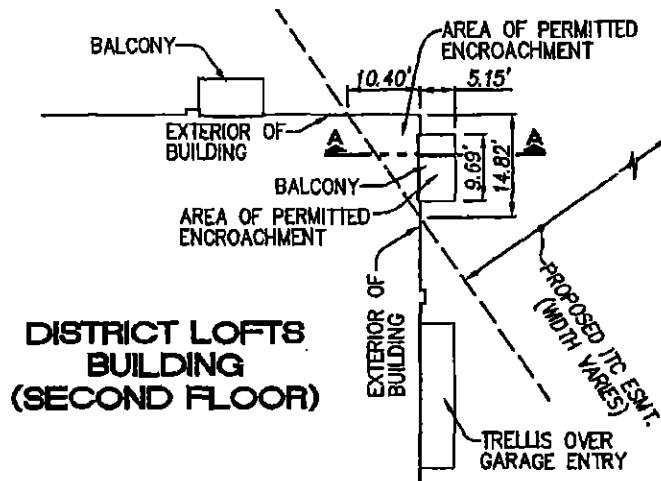 AREA OF PERMITTED
ENCROACHMENT
BALCONY
10.40'
5.15'
EXTERIOR OF
BUILDING
A
A
9.69'
14.82'
BALCONY
AREA OF PERMITTED
ENCROACHMENT
EXTERIOR OF
BUILDING
PROPOSED ITC ESMT.
(WIDTH VARIES)
DISTRICT LOFTS
BUILDING
(SECOND FLOOR)
TRELLIS OVER
GARAGE ENTRY